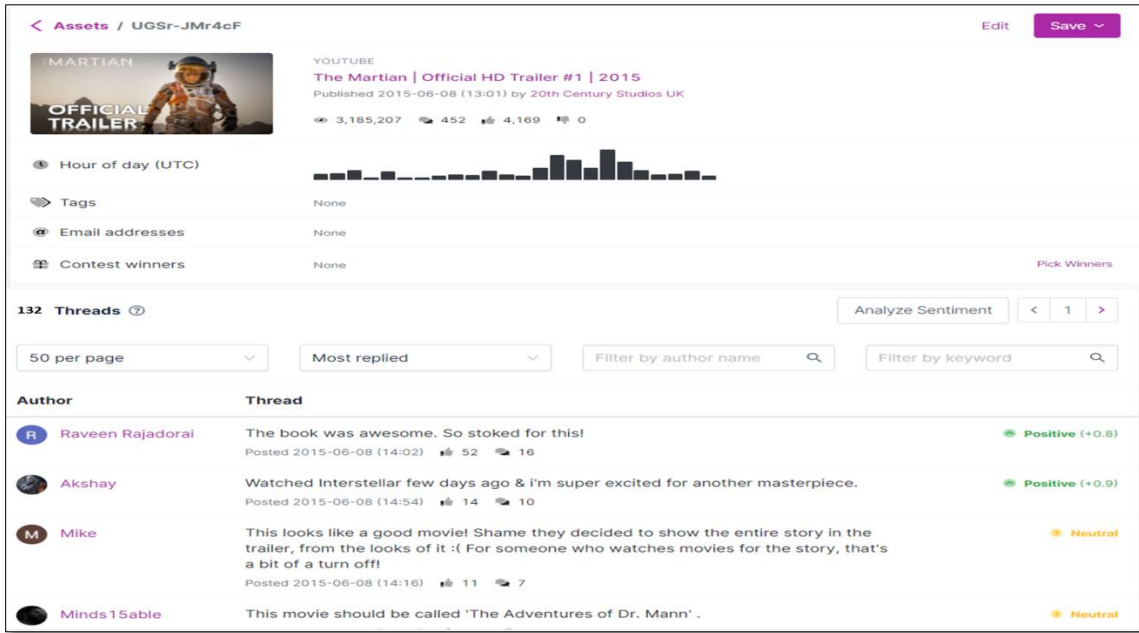 Assets / UGSr-JMr4cF
Edit
Save
MARTIAN
OFFICIAL
TRAILER
YOUTUBE
The Martian | Official HD Trailer #1 | 2015
Published 2015-06-08 (13:01) by 20th Century Studios UK
3,185,207 452 4,169 0
Hour of day (UTC)
Tags None
Email addresses None
Contest winners None Pick Winners
132 Threads
Analyze Sentiment < 1 >
50 per page
Most replied
Filter by author name
Filter by keyword
Author Thread
R Raveen Rajadorai The book was awesome. So stoked for this! Positive (+0.8)
Posted 2015-06-08 (14:02) 52 16
Akshay Watched Interstellar few days ago & i'm super excited for another masterpiece. Positive (+0.9)
Posted 2015-06-08 (14:54) 14 10
M Mike This looks like a good movie! Shame they decided to show the entire story in the Neutral
trailer, from the looks of it :( For someone who watches movies for the story, that's
a bit of a turn off!
Posted 2015-06-08 (14:16) 11 7
Minds15able This movie should be called 'The Adventures of Dr. Mann' . Neutral